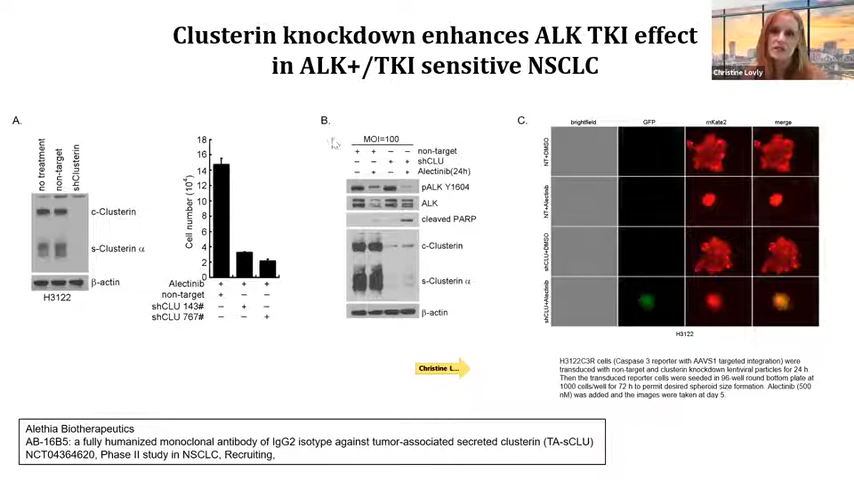 Clusterin knockdown enhances ALK TKI effect
in ALK+/TKI sensitive NSCLC
Christine Lovly
A.
no treatment
non-target
shClusterin
c-Clusterin
s-Clusterin α
β-actin
H3122
Cell number (10⁴)
18
16
14
12
10
8
6
4
2
0
Alectinib + + +
non-target + – –
shCLU 143# – + –
shCLU 767# – – +
B.
MOI=100
+ + – – non-target
– – + + shCLU
– + – + Alectinib(24h)
pALK Y1604
ALK
cleaved PARP
c-Clusterin
s-Clusterin α
β-actin
C.
brightfield GFP mKate2 merge
NT+DMSO
NT+Alectinib
shCLU+DMSO
shCLU+Alectinib
H3122
Christine L...
H3122C3R cells (Caspase 3 reporter with AAVS1 targeted integration) were
transduced with non-target and clusterin knockdown lentiviral particles for 24 h
Then the transduced reporter cells were seeded in 96-well round bottom plate at
1000 cells/well for 72 h to permit desired spheroid size formation. Alectinib (500
nM) was added and the images were taken at day 5.
Alethia Biotherapeutics
AB-16B5: a fully humanized monoclonal antibody of IgG2 isotype against tumor-associated secreted clusterin (TA-sCLU)
NCT04364620, Phase II study in NSCLC, Recruiting,